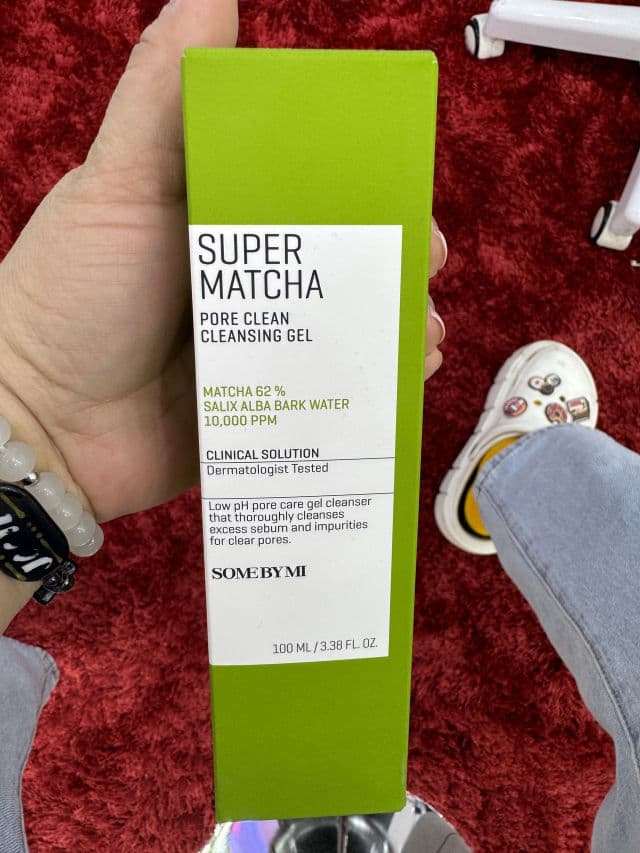 SUPER
MATCHA
PORE CLEAN
CLEANSING GEL
MATCHA 62 %
SALIX ALBA BARK WATER
10,000 PPM
CLINICAL SOLUTION
Dermatologist Tested
Low pH pore care gel cleanser
that thoroughly cleanses
excess sebum and impurities
for clear pores.
SOME BY MI
100 ML / 3.38 FL. OZ.